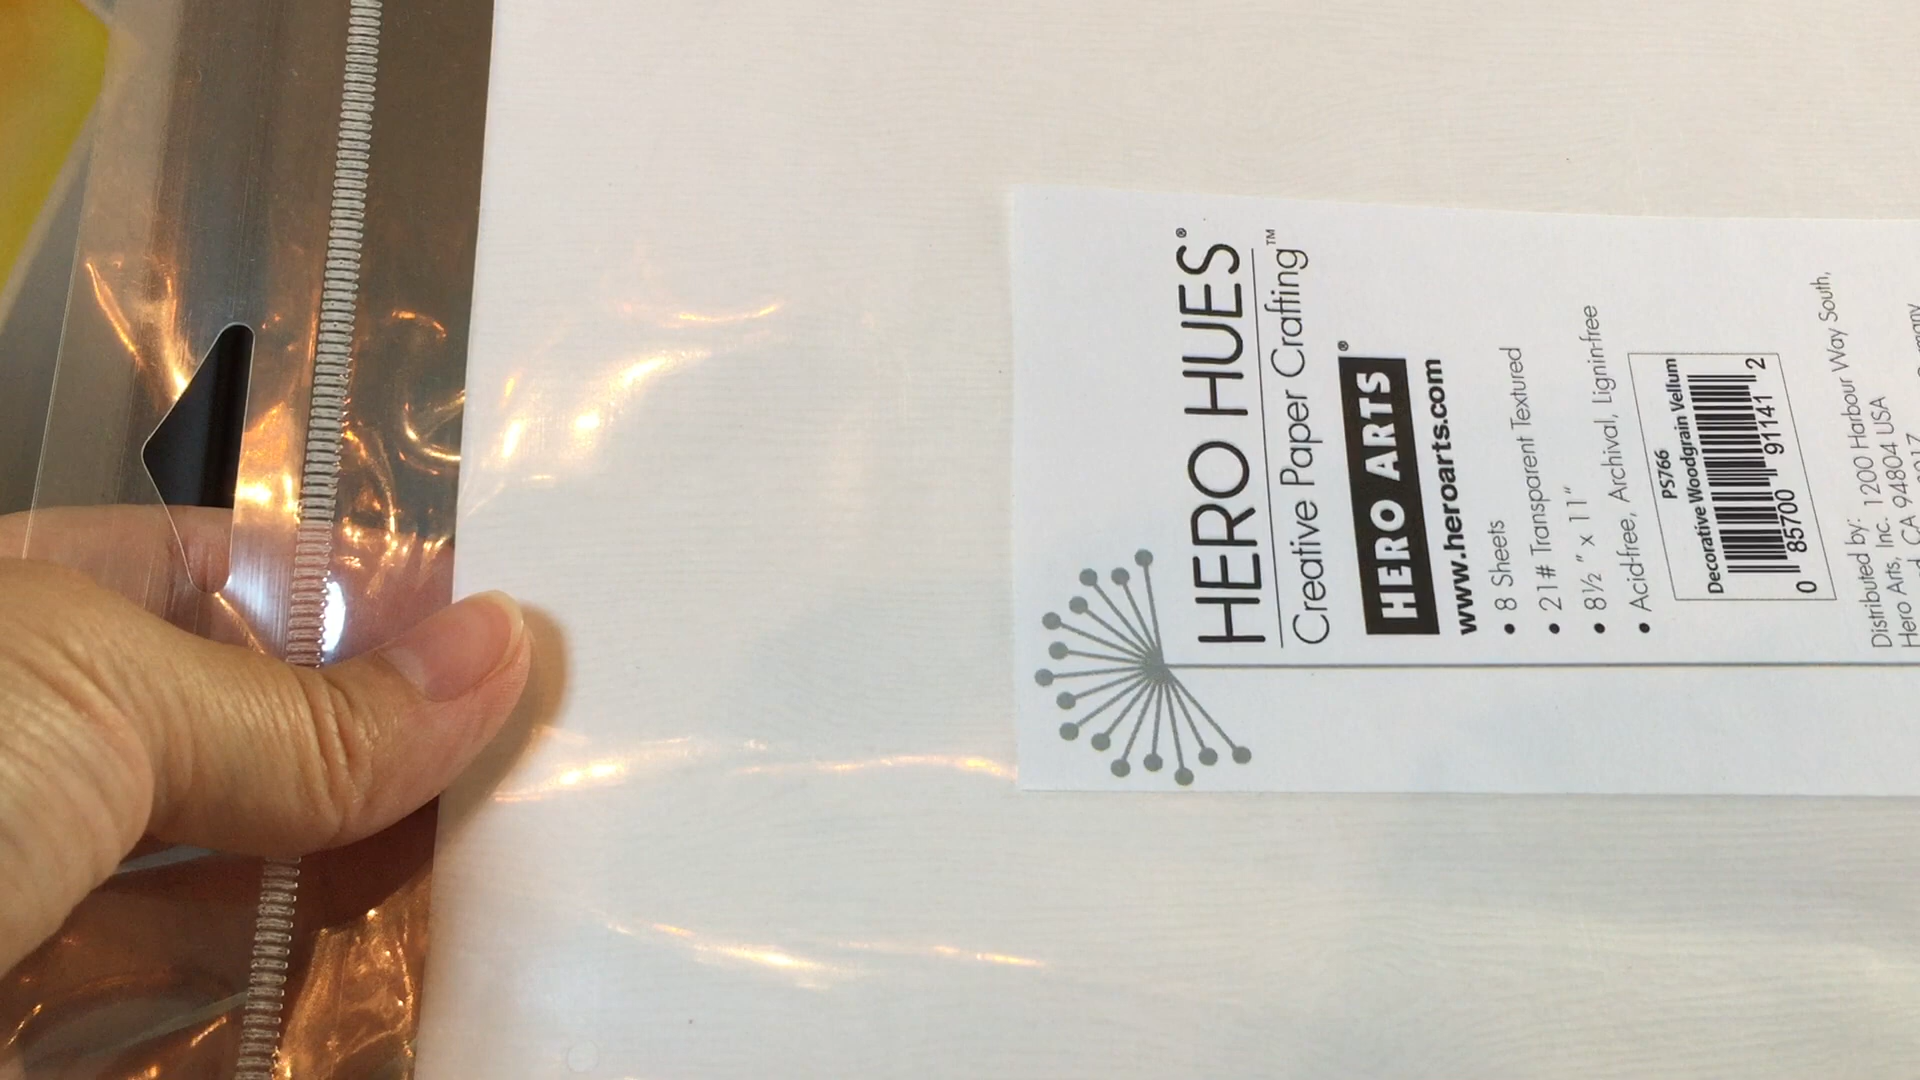 HERO HUES®
Creative Paper Crafting™
HERO ARTS®
www.heroarts.com
• 8 Sheets
• 21# Transparent Textured
• 8½" x 11"
• Acid-free, Archival, Lignin-free
PS766
Decorative Woodgrain Vellum
0 85700 91141 2
Distributed by:
Hero Arts, Inc. 1200 Harbour Way South,
CA 94804 USA